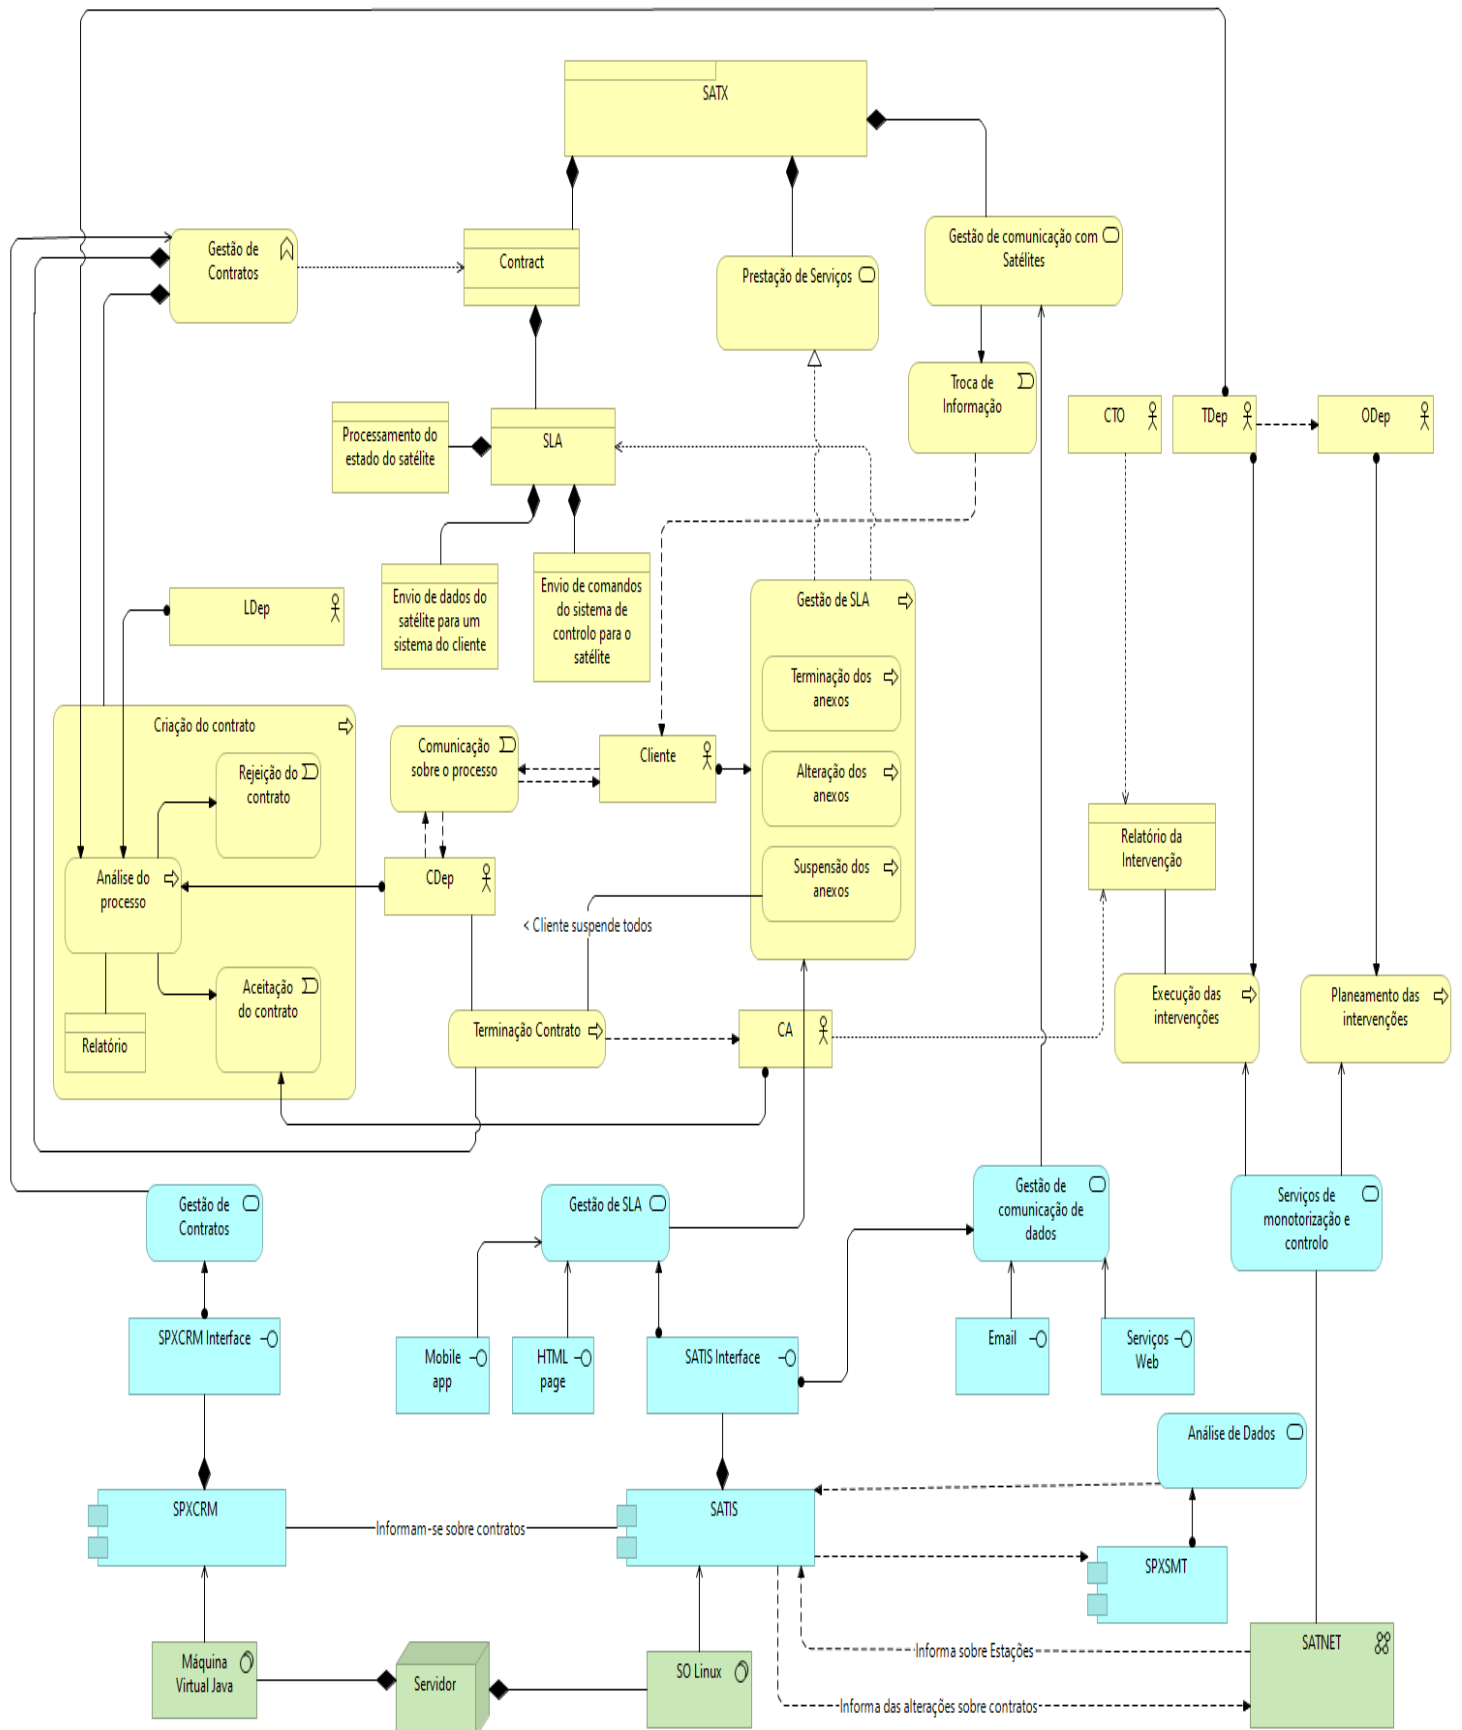 SATX
Gestão de
Contratos
Contract
Prestação de Serviços
Gestão de comunicação com
Satélites
Troca de
Informação
CTO
TDep
ODep
Processamento do
estado do satélite
SLA
Envio de dados do
satélite para um
sistema do cliente
Envio de comandos
do sistema de
controlo para o
satélite
LDep
Gestão de SLA
Terminação dos
anexos
Alteração dos
anexos
Suspensão dos
anexos
Criação do contrato
Rejeição do
contrato
Análise do
processo
Aceitação
do contrato
Relatório
Comunicação
sobre o processo
Cliente
CDep
< Cliente suspende todos
Terminação Contrato
CA
Relatório da
Intervenção
Execução das
intervenções
Planeamento das
intervenções
Gestão de
Contratos
Gestão de SLA
Gestão de
comunicação de
dados
Serviços de
monotorização e
controlo
SPXCRM Interface
Mobile
app
HTML
page
SATIS Interface
Email
Serviços
Web
Análise de Dados
SPXCRM
Informam-se sobre contratos
SATIS
SPXSMT
Máquina
Virtual Java
Servidor
SO Linux
Informa sobre Estações
SATNET
Informa das alterações sobre contratos